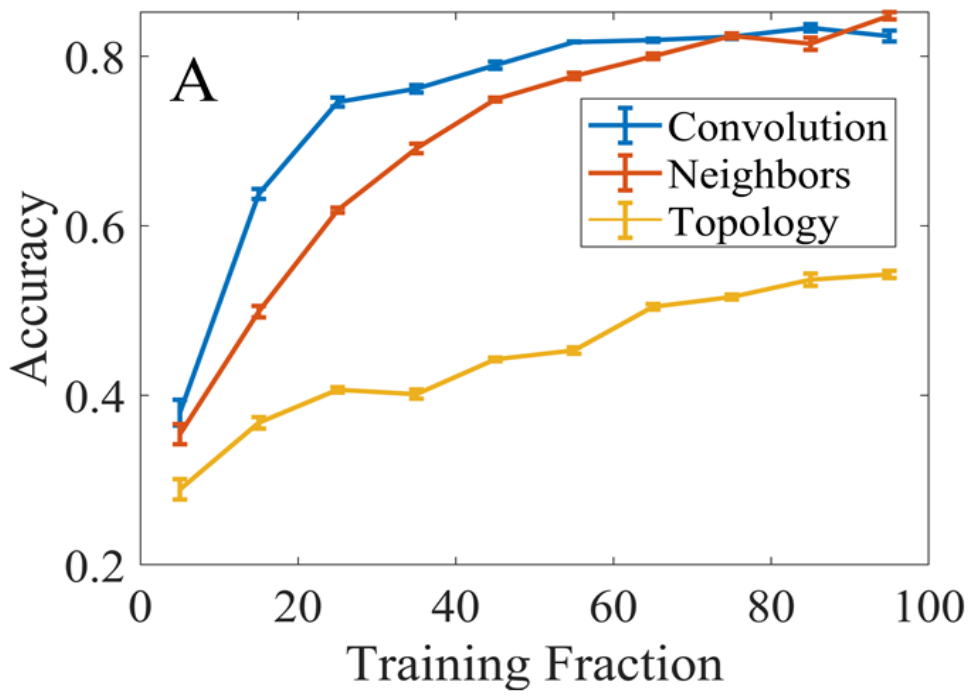 A
Convolution
Neighbors
Topology
Accuracy
0.8
0.6
0.4
0.2
0 20 40 60 80 100
Training Fraction